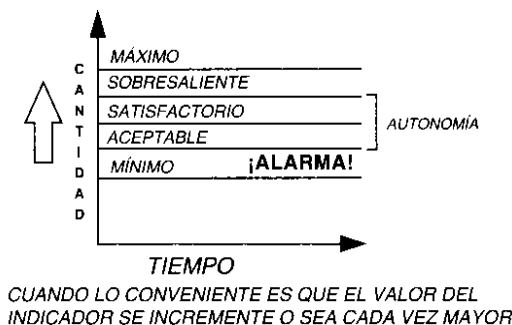 MÁXIMO
SOBRESALIENTE
SATISFACTORIO
ACEPTABLE
MÍNIMO ¡ALARMA!
AUTONOMÍA
CANTIDAD
TIEMPO
CUANDO LO CONVENIENTE ES QUE EL VALOR DEL
INDICADOR SE INCREMENTE O SEA CADA VEZ MAYOR